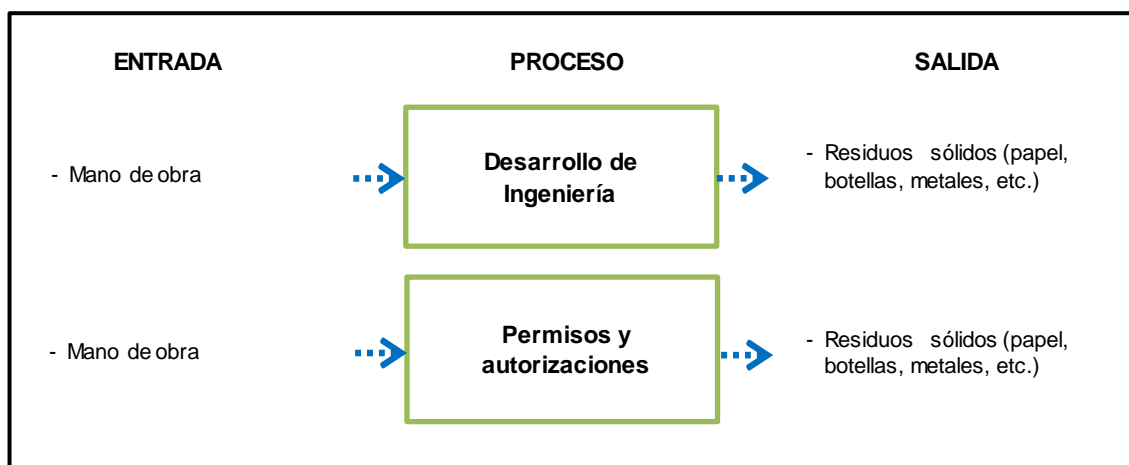 ENTRADA PROCESO SALIDA
- Mano de obra
Desarrollo de
Ingeniería
- Residuos sólidos (papel,
botellas, metales, etc.)
- Mano de obra
Permisos y
autorizaciones
- Residuos sólidos (papel,
botellas, metales, etc.)